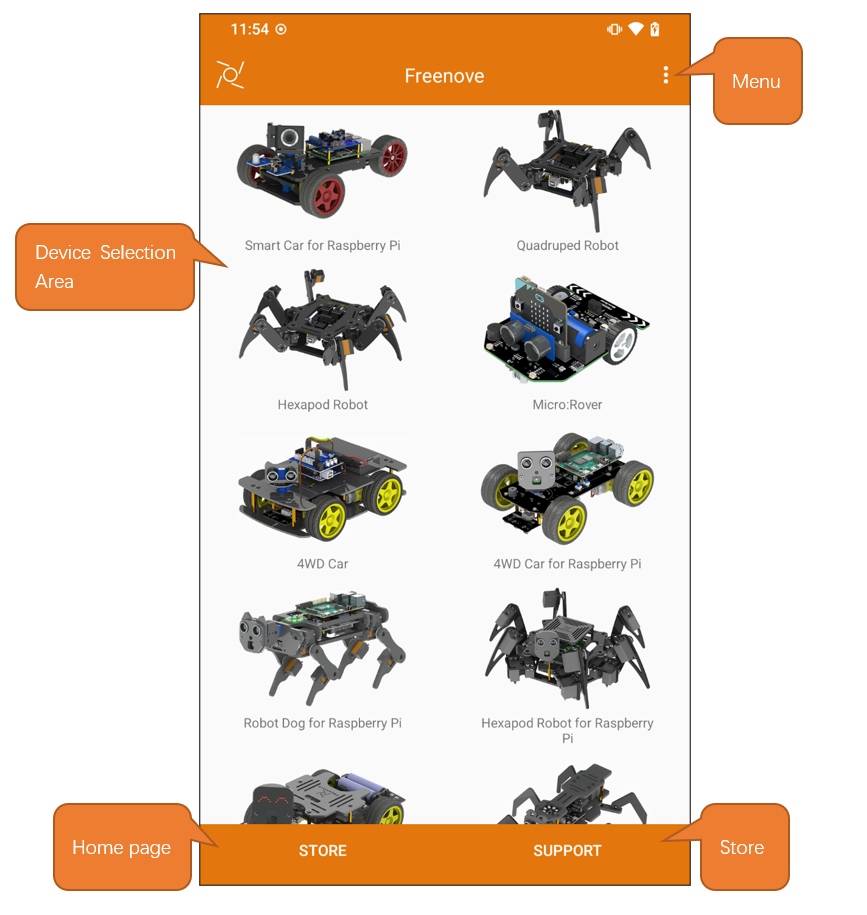 11:54
Freenove
Menu
Smart Car for Raspberry Pi
Quadruped Robot
Device Selection
Area
Hexapod Robot
Micro:Rover
4WD Car
4WD Car for Raspberry Pi
Robot Dog for Raspberry Pi
Hexapod Robot for Raspberry
Pi
Home page
STORE
SUPPORT
Store